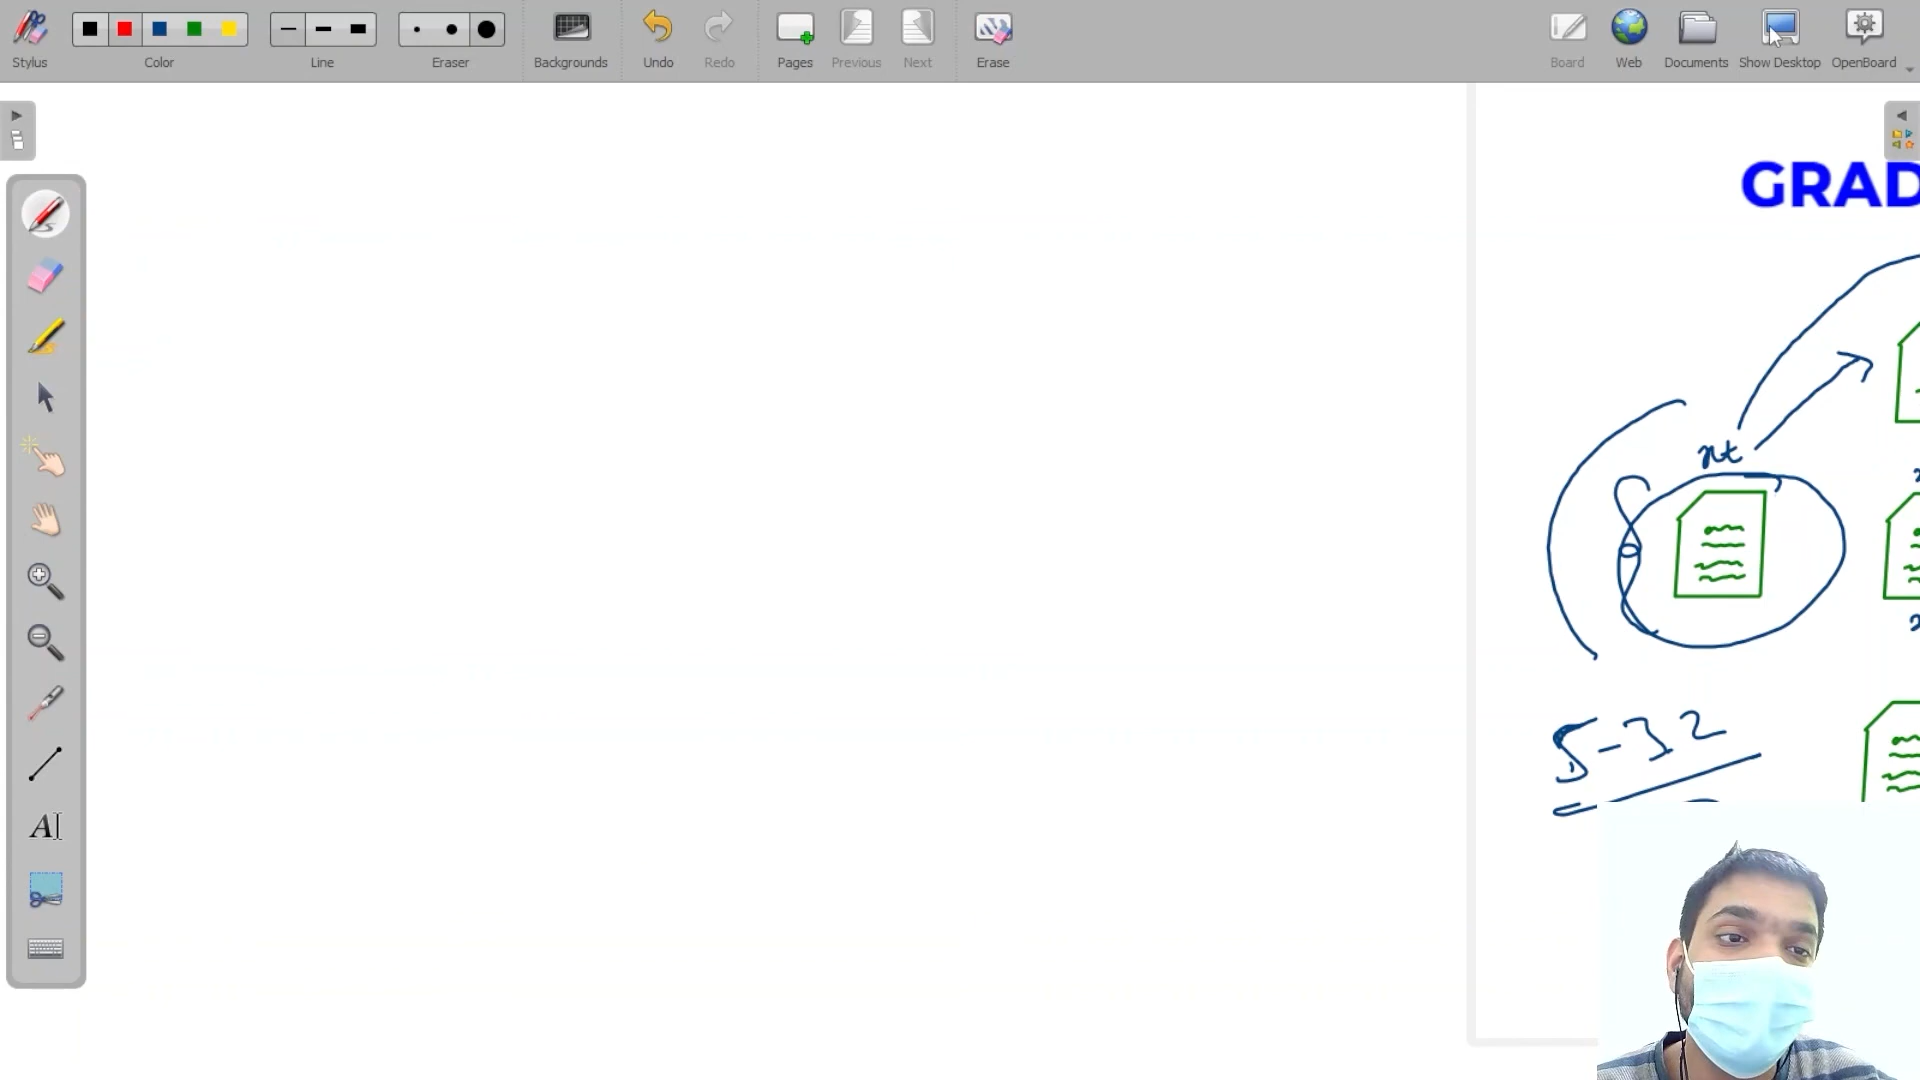 Stylus
Color
Line
Eraser
Backgrounds
Undo
Redo
Pages
Previous
Next
Erase
Board
Web
Documents
Show Desktop
OpenBoard
GRAD
xt
5-32
AI